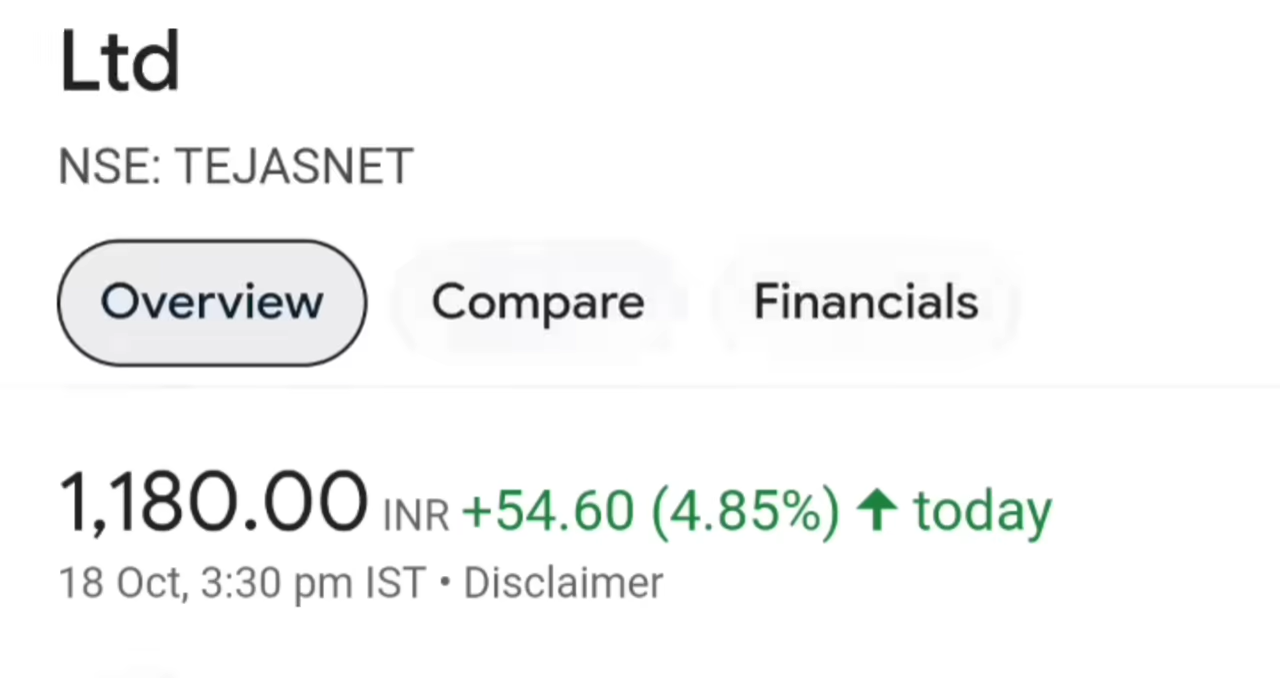 Ltd
NSE: TEJASNET
Overview Compare Financials
1,180.00 INR +54.60 (4.85%) ↑ today
18 Oct, 3:30 pm IST • Disclaimer